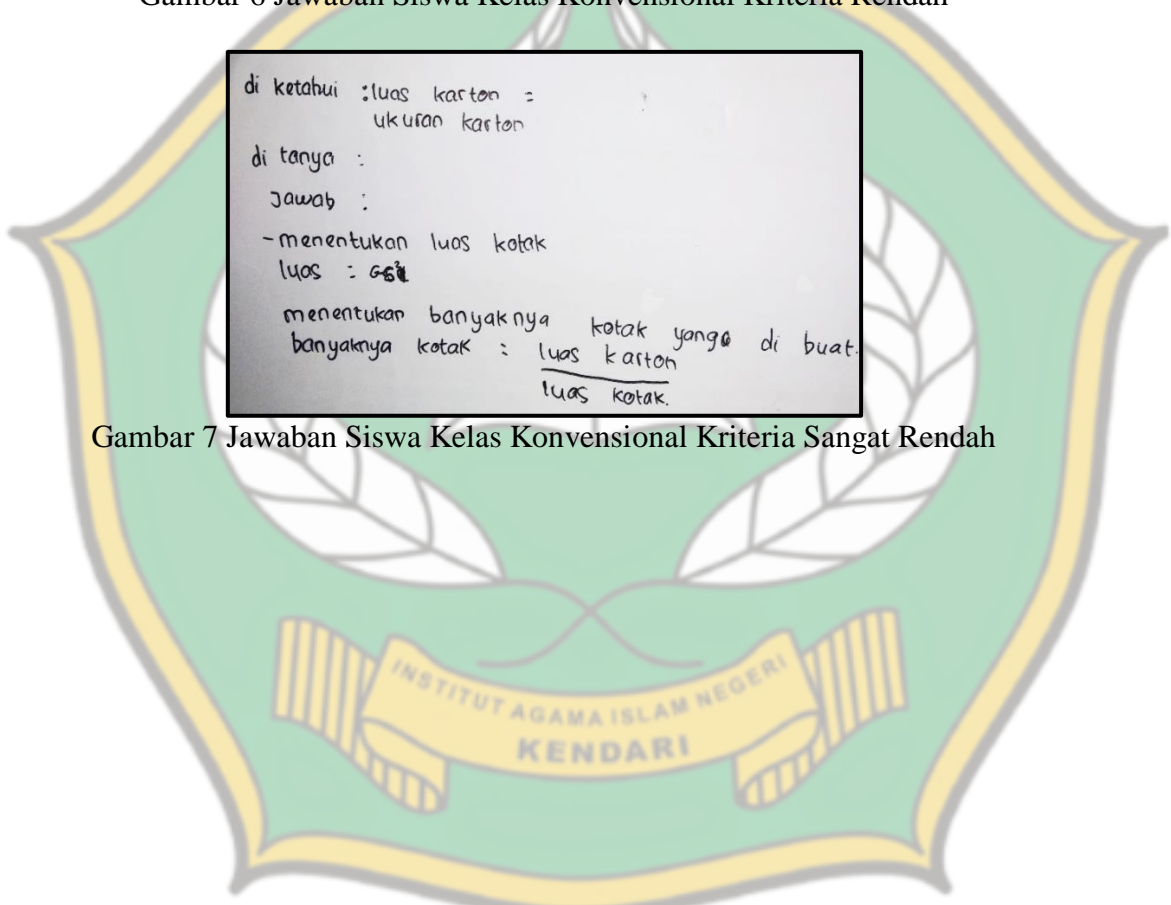 Gambar 6 Jawaban Siswa Kelas Konvensional Kriteria Rendah
di ketahui : luas karton =
ukuran karton
di tanya :
Jawab :
- menentukan luas kotak
luas :
menentukan banyaknya kotak yang di buat.
banyaknya kotak : luas karton
luas kotak.
Gambar 7 Jawaban Siswa Kelas Konvensional Kriteria Sangat Rendah
INSTITUT AGAMA ISLAM NEGERI
KENDARI